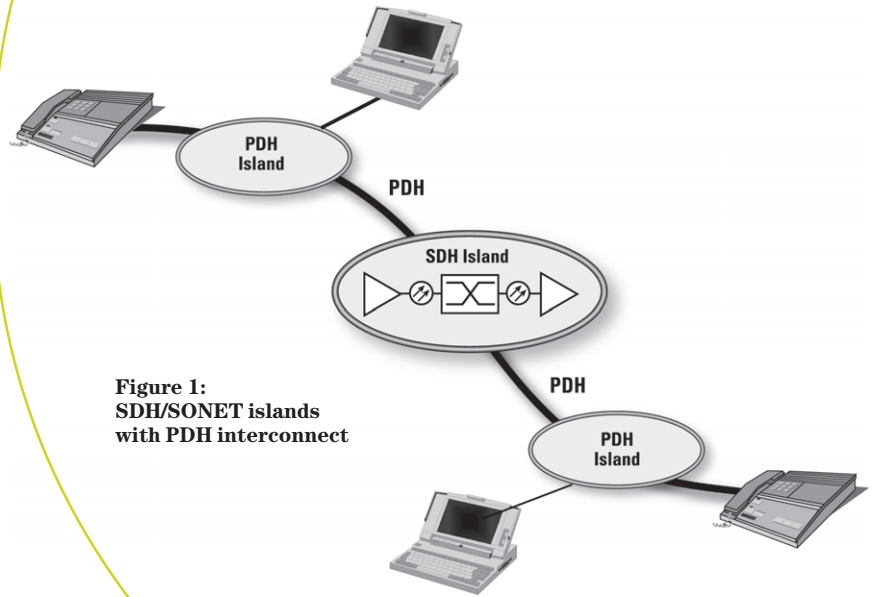 PDH
Island
PDH
SDH Island
Figure 1:
SDH/SONET islands
with PDH interconnect
PDH
PDH
Island